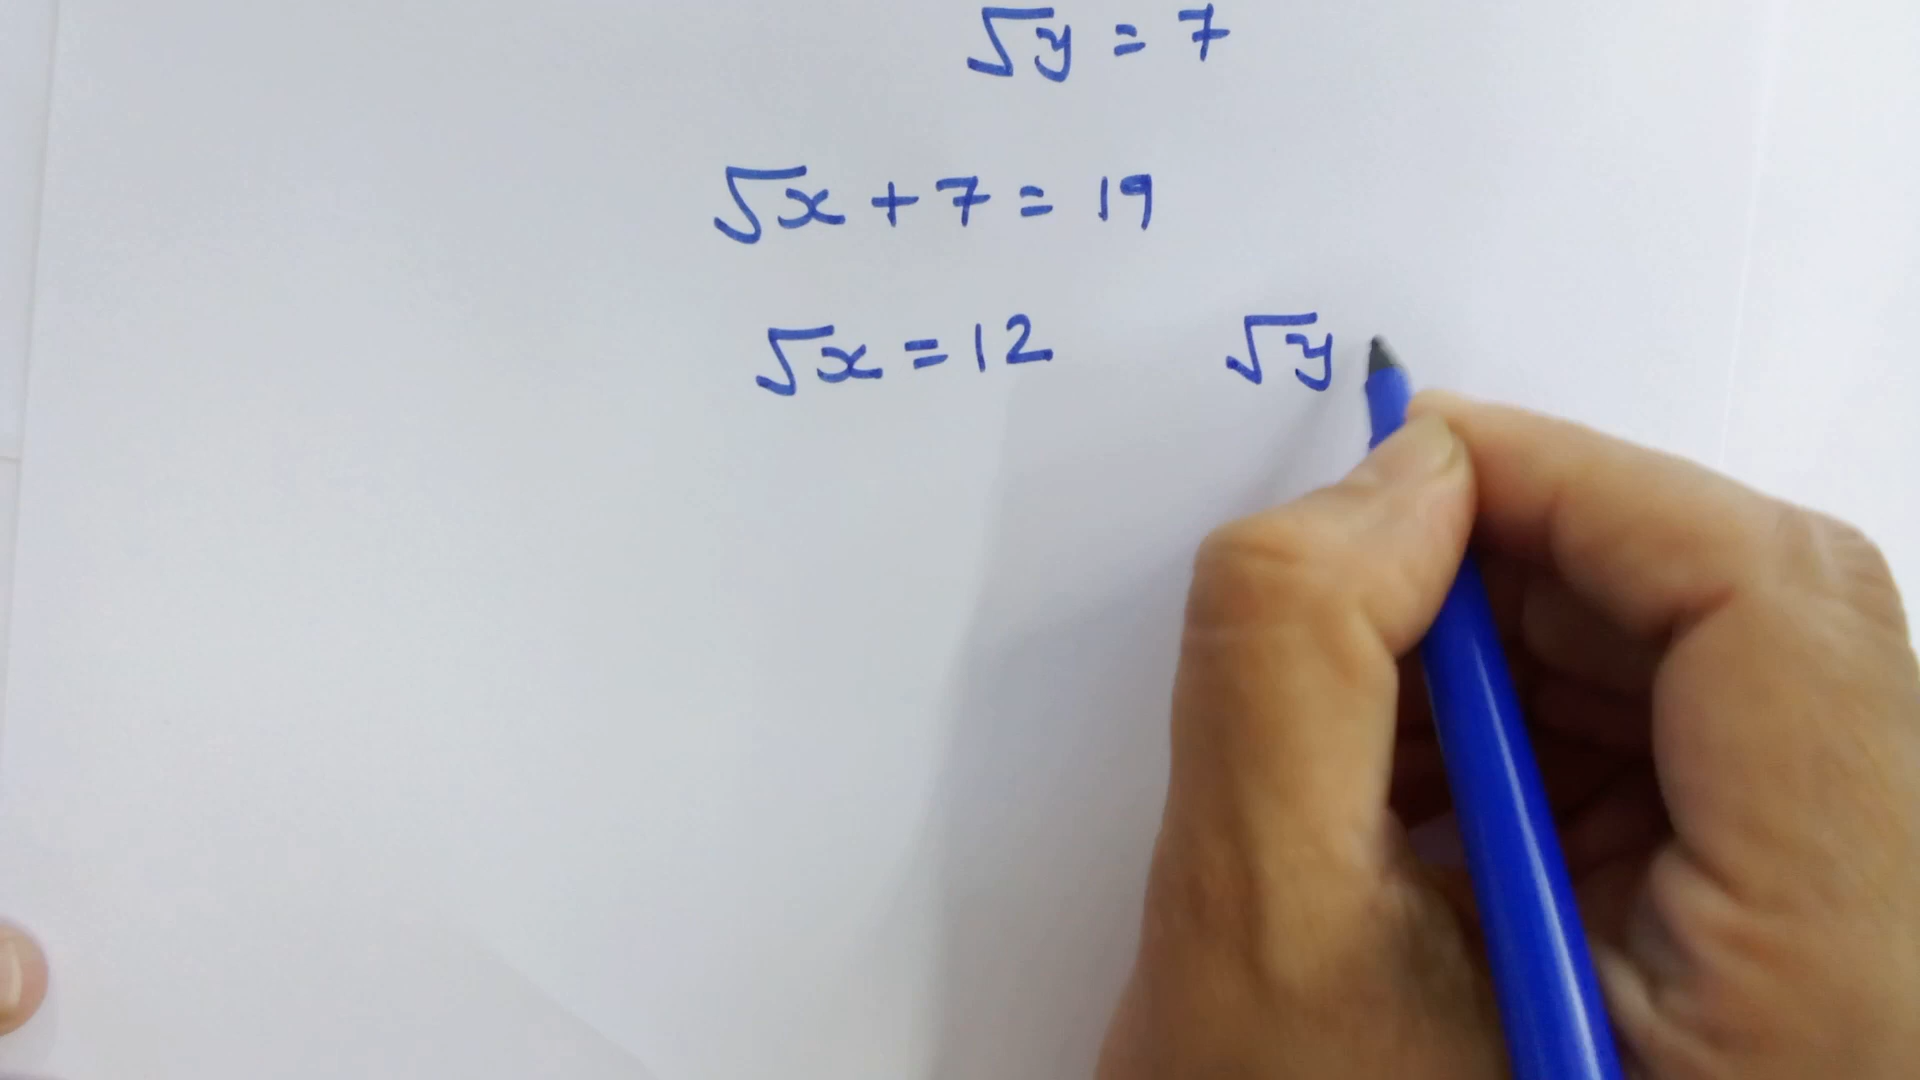 √y = 7
√x + 7 = 19
√x = 12 √y